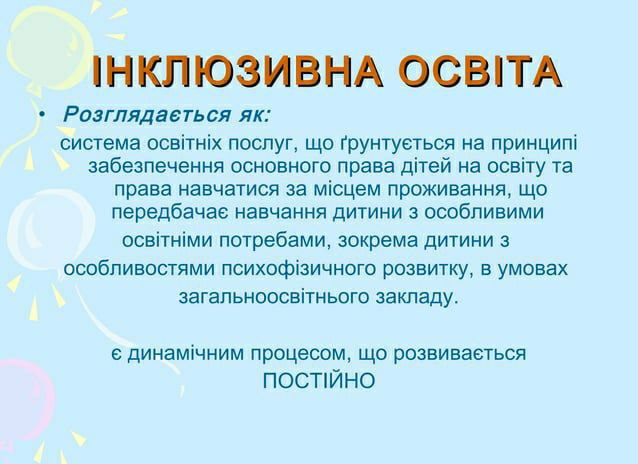 ІНКЛЮЗИВНА ОСВІТА
• Розглядається як:
система освітніх послуг, що ґрунтується на принципі
забезпечення основного права дітей на освіту та
права навчатися за місцем проживання, що
передбачає навчання дитини з особливими
освітніми потребами, зокрема дитини з
особливостями психофізичного розвитку, в умовах
загальноосвітнього закладу.
є динамічним процесом, що розвивається
ПОСТІЙНО